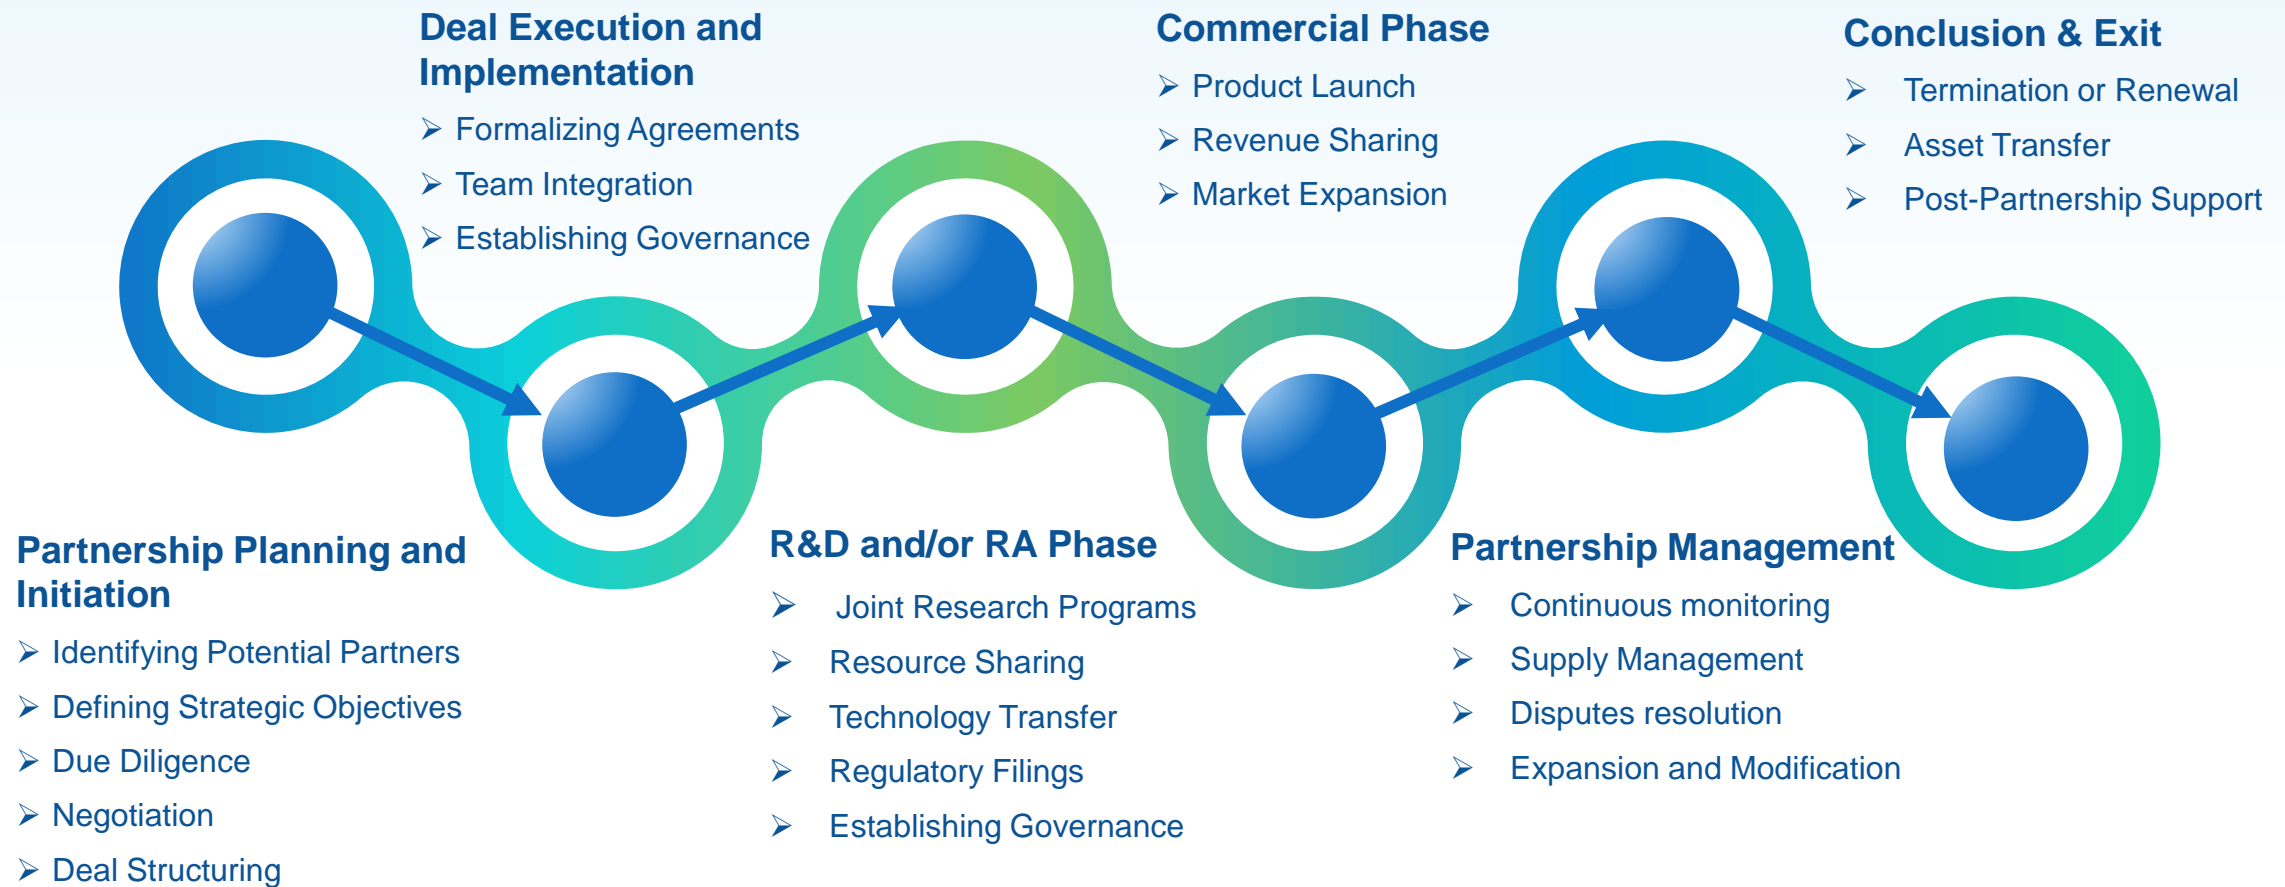 Partnership Planning and
Initiation
➢ Identifying Potential Partners
➢ Defining Strategic Objectives
➢ Due Diligence
➢ Negotiation
➢ Deal Structuring
Deal Execution and
Implementation
➢ Formalizing Agreements
➢ Team Integration
➢ Establishing Governance
R&D and/or RA Phase
➢ Joint Research Programs
➢ Resource Sharing
➢ Technology Transfer
➢ Regulatory Filings
➢ Establishing Governance
Commercial Phase
➢ Product Launch
➢ Revenue Sharing
➢ Market Expansion
Partnership Management
➢ Continuous monitoring
➢ Supply Management
➢ Disputes resolution
➢ Expansion and Modification
Conclusion & Exit
➢ Termination or Renewal
➢ Asset Transfer
➢ Post-Partnership Support